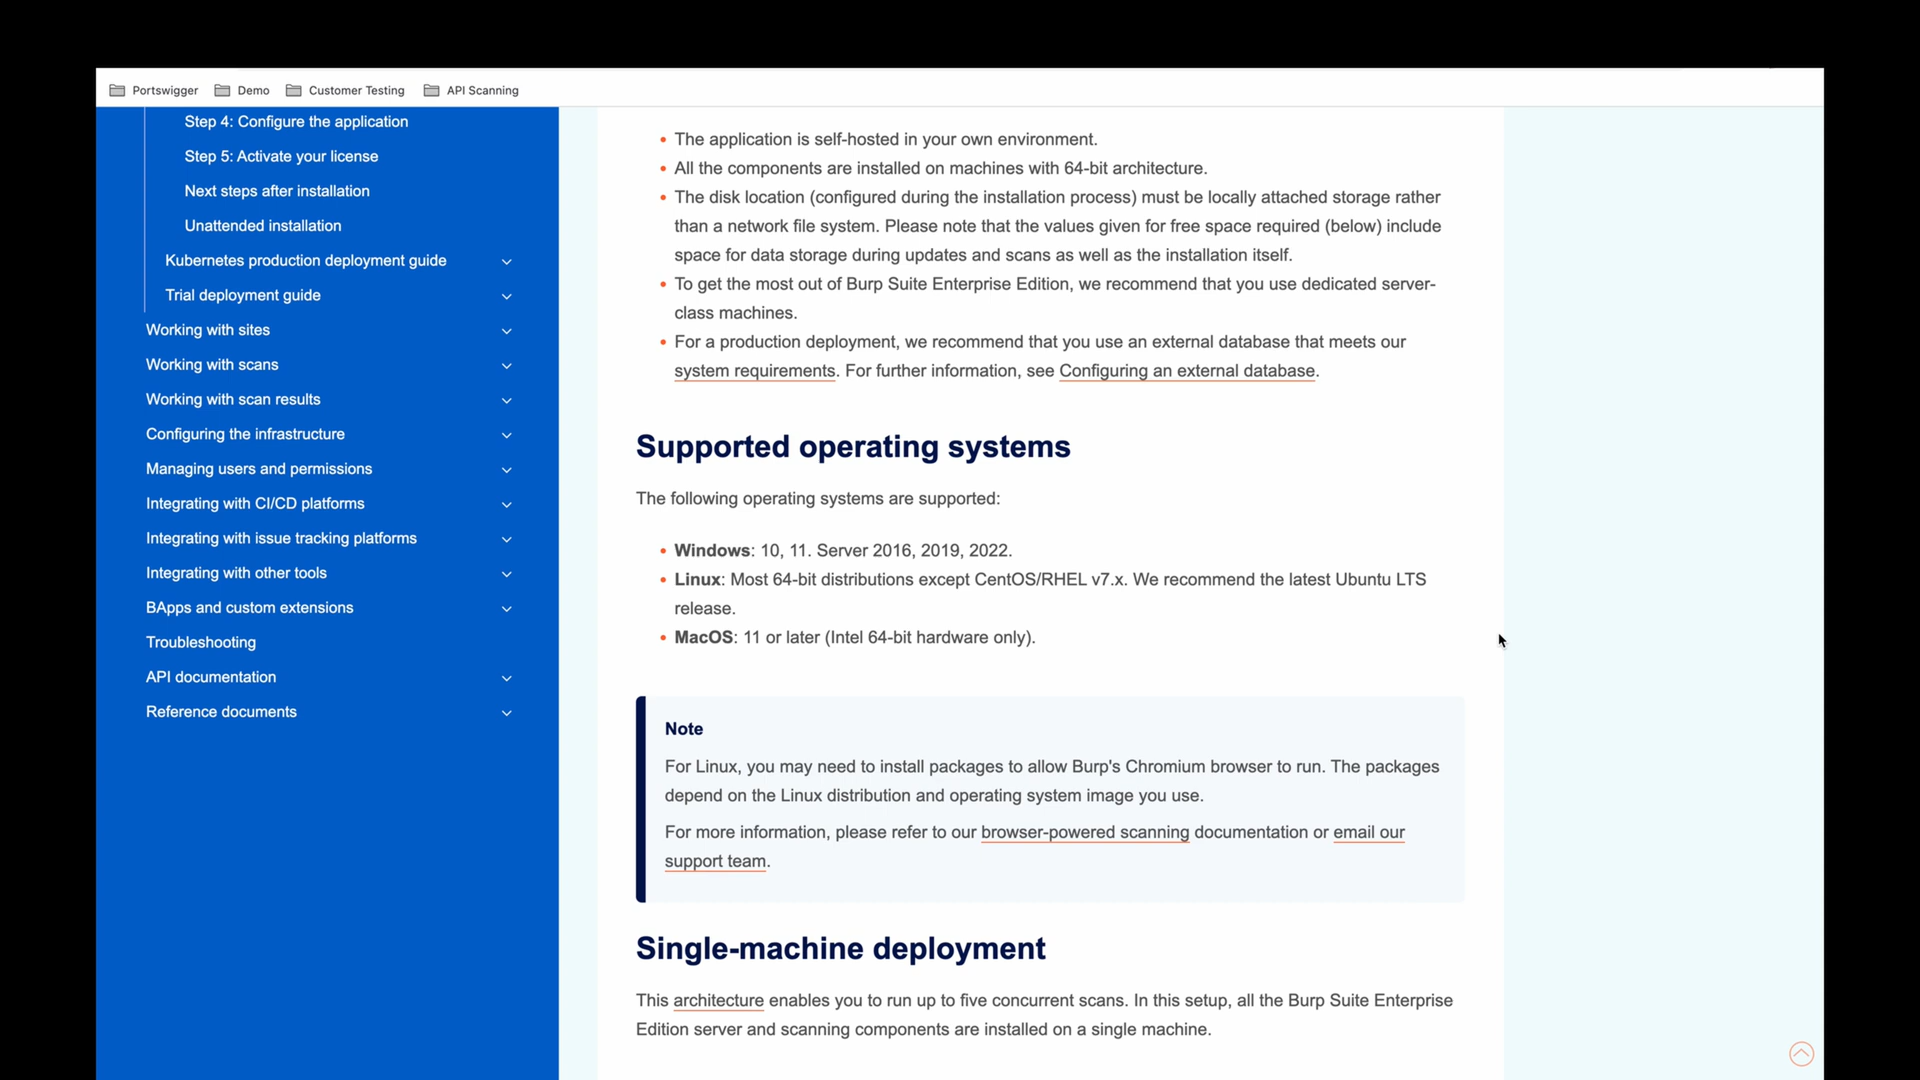 Portswigger Demo Customer Testing API Scanning
Step 4: Configure the application
Step 5: Activate your license
Next steps after installation
Unattended installation
Kubernetes production deployment guide
Trial deployment guide
Working with sites
Working with scans
Working with scan results
Configuring the infrastructure
Managing users and permissions
Integrating with CI/CD platforms
Integrating with issue tracking platforms
Integrating with other tools
BApps and custom extensions
Troubleshooting
API documentation
Reference documents
The application is self-hosted in your own environment.
All the components are installed on machines with 64-bit architecture.
The disk location (configured during the installation process) must be locally attached storage rather
than a network file system. Please note that the values given for free space required (below) include
space for data storage during updates and scans as well as the installation itself.
To get the most out of Burp Suite Enterprise Edition, we recommend that you use dedicated server-
class machines.
For a production deployment, we recommend that you use an external database that meets our
system requirements. For further information, see Configuring an external database.
Supported operating systems
The following operating systems are supported:
Windows: 10, 11. Server 2016, 2019, 2022.
Linux: Most 64-bit distributions except CentOS/RHEL v7.x. We recommend the latest Ubuntu LTS
release.
MacOS: 11 or later (Intel 64-bit hardware only).
Note
For Linux, you may need to install packages to allow Burp's Chromium browser to run. The packages
depend on the Linux distribution and operating system image you use.
For more information, please refer to our browser-powered scanning documentation or email our
support team.
Single-machine deployment
This architecture enables you to run up to five concurrent scans. In this setup, all the Burp Suite Enterprise
Edition server and scanning components are installed on a single machine.